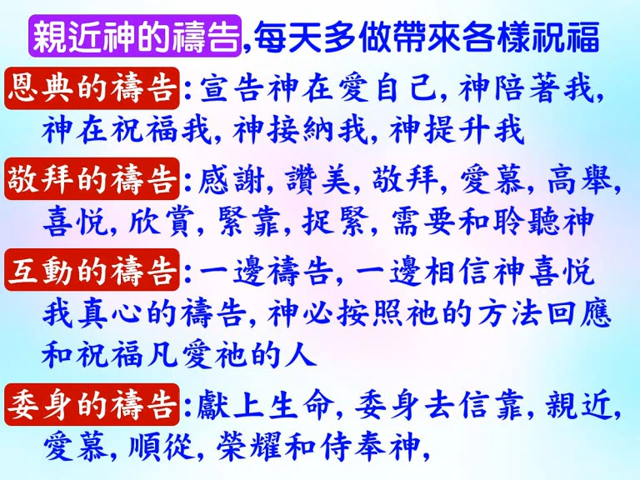 親近神的禱告,每天多做帶來各樣祝福
恩典的禱告:宣告神在愛自己,神陪著我,
神在祝福我,神接納我,神提升我
敬拜的禱告:感謝,讚美,敬拜,愛慕,高舉,
喜悅,欣賞,緊靠,捉緊,需要和聆聽神
互動的禱告:一邊禱告,一邊相信神喜悅
我真心的禱告,神必按照祂的方法回應
和祝福凡愛祂的人
委身的禱告:獻上生命,委身去信靠,親近,
愛慕,順從,榮耀和侍奉神,